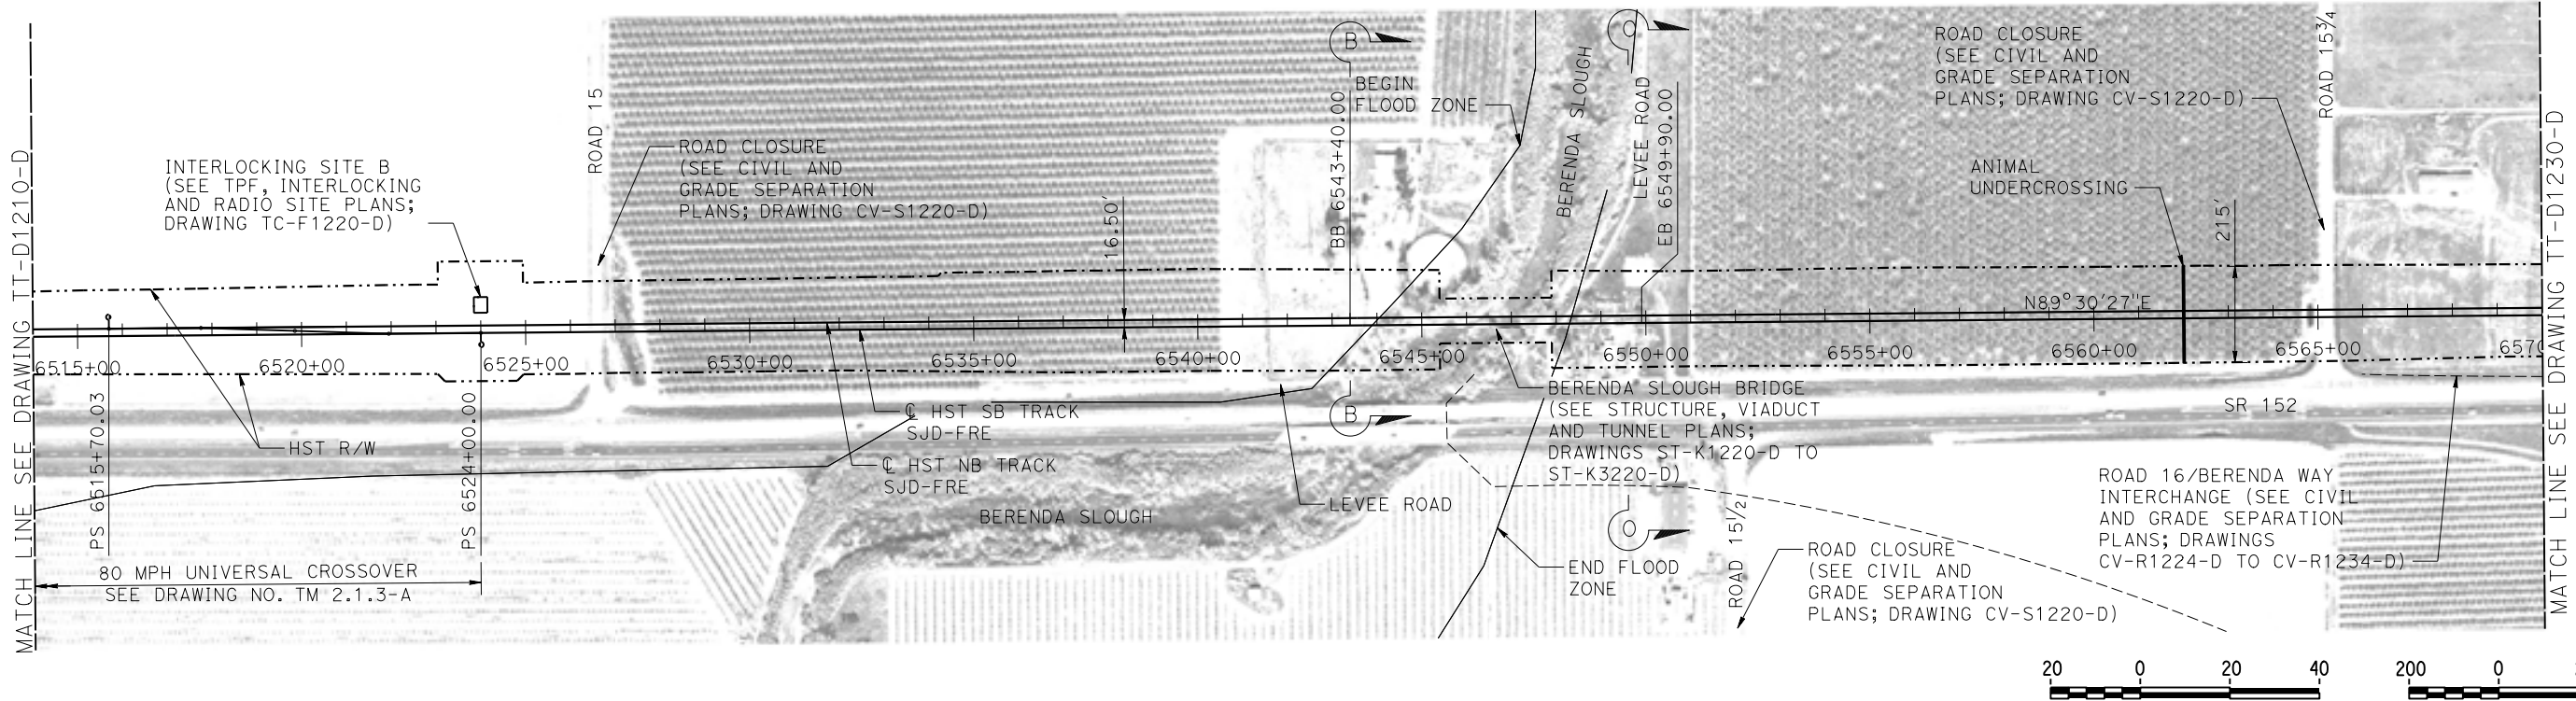 MATCH LINE SEE DRAWING TT-D1210-D
INTERLOCKING SITE B
(SEE TPF, INTERLOCKING
AND RADIO SITE PLANS;
DRAWING TC-F1220-D)
ROAD 15
ROAD CLOSURE
(SEE CIVIL AND
GRADE SEPARATION
PLANS; DRAWING CV-S1220-D)
16.50'
B
BEGIN
FLOOD ZONE
BB 6543+40.00
BERENDA SLOUGH
O
LEVEE ROAD
EB 6549+90.00
ROAD CLOSURE
(SEE CIVIL AND
GRADE SEPARATION
PLANS; DRAWING CV-S1220-D)
ROAD 15¾
ANIMAL
UNDERCROSSING
215'
N89°30'27"E
MATCH LINE SEE DRAWING TT-D1230-D
6515+00
6520+00
6525+00
6530+00
6535+00
6540+00
6545+00
6550+00
6555+00
6560+00
6565+00
PS 6515+70.03
PS 6524+00.00
HST R/W
℄ HST SB TRACK
SJD-FRE
℄ HST NB TRACK
SJD-FRE
B
BERENDA SLOUGH BRIDGE
(SEE STRUCTURE, VIADUCT
AND TUNNEL PLANS;
DRAWINGS ST-K1220-D TO
ST-K3220-D)
SR 152
LEVEE ROAD
BERENDA SLOUGH
O
ROAD 15½
END FLOOD
ZONE
ROAD CLOSURE
(SEE CIVIL AND
GRADE SEPARATION
PLANS; DRAWING CV-S1220-D)
ROAD 16/BERENDA WAY
INTERCHANGE (SEE CIVIL
AND GRADE SEPARATION
PLANS; DRAWINGS
CV-R1224-D TO CV-R1234-D)
80 MPH UNIVERSAL CROSSOVER
SEE DRAWING NO. TM 2.1.3-A
20 0 20 40
200 0